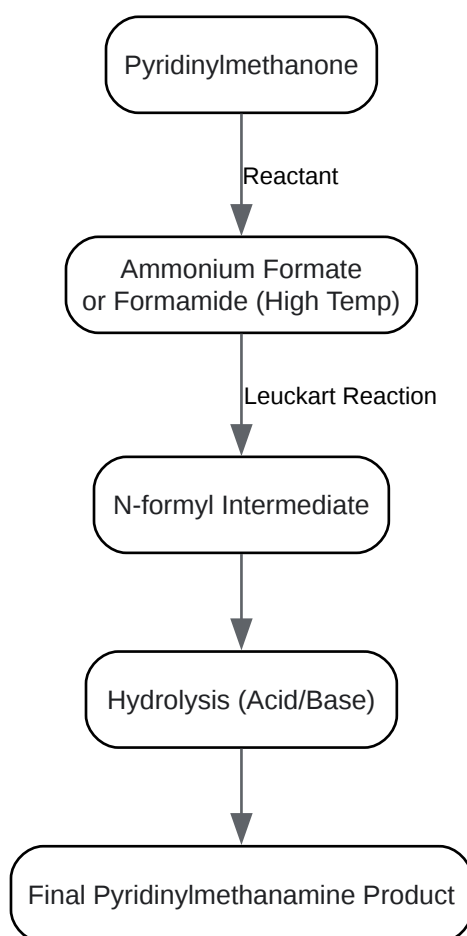 Pyridinylmethanone
Reactant
Ammonium Formate
or Formamide (High Temp)
Leuckart Reaction
N-formyl Intermediate
Hydrolysis (Acid/Base)
Final Pyridinylmethanamine Product